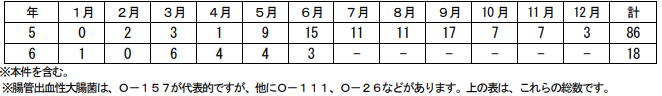 年 1月 2月 3月 4月 5月 6月 7月 8月 9月 10月 11月 12月 計
5 0 2 3 1 9 15 11 11 17 7 7 3 86
6 1 0 6 4 4 3 － － － － － － 18
※本件を含む。
※腸管出血性大腸菌は、Ｏ－１５７が代表的ですが、他にＯ－１１１、Ｏ－２６などがあります。上の表は、これらの総数です。